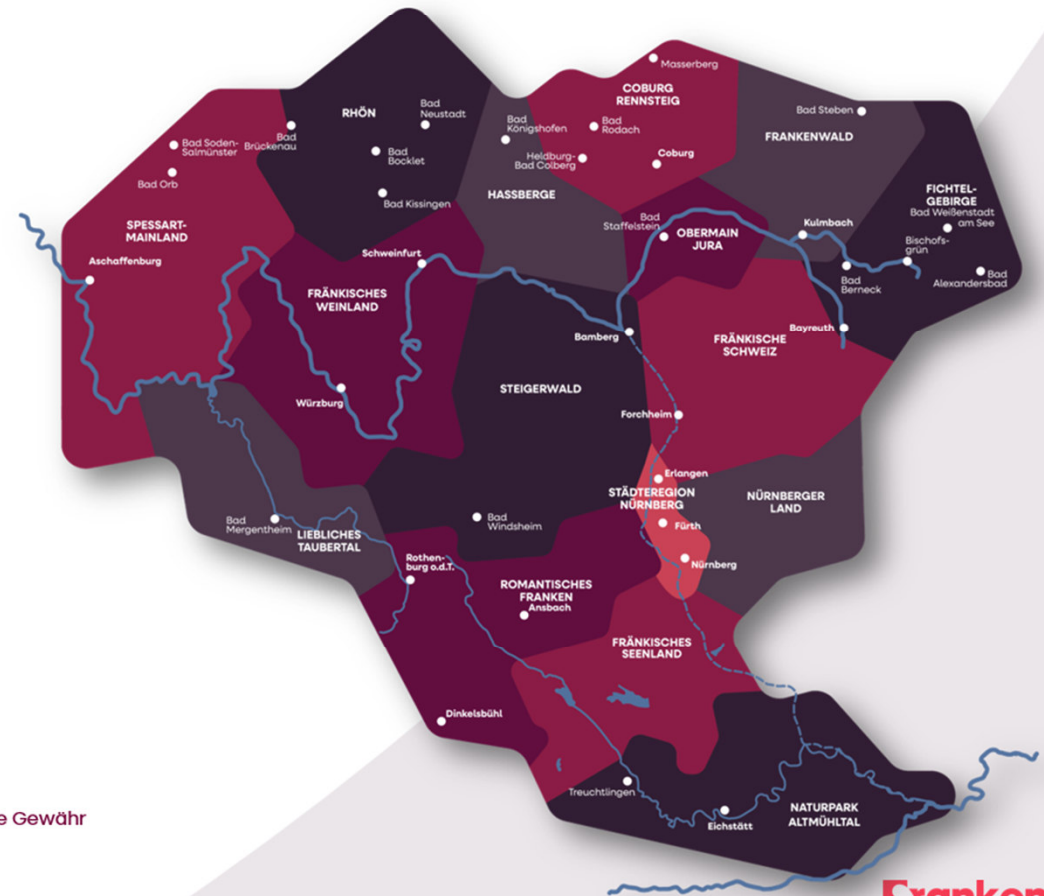 Masserberg
COBURG
RENNSTEIG
Bad
Neustadt
RHÖN
Bad
Königshofen
Bad
Rodach
Bad Steben
FRANKENWALD
Bad Soden-
Salmünster
Bad
Brückenau
Bad
Bocklet
Heldburg-
Bad Colberg
Coburg
Bad Orb
Bad Kissingen
HASSBERGE
FICHTEL-
GEBIRGE
Bad Weißenstadt
am See
SPESSART-
MAINLAND
Bad
Staffelstein
OBERMAIN
JURA
Kulmbach
Bischofs-
grün
Aschaffenburg
Schweinfurt
Bad
Berneck
Bad
Alexandersbad
FRÄNKISCHES
WEINLAND
Bamberg
Bayreuth
FRÄNKISCHE
SCHWEIZ
STEIGERWALD
Würzburg
Forchheim
Erlangen
STÄDTEREGION
NÜRNBERG
NÜRNBERGER
LAND
Bad
Mergentheim
LIEBLICHES
TAUBERTAL
Bad
Windsheim
Fürth
Rothen-
burg o.d.T.
Nürnberg
ROMANTISCHES
FRANKEN
Ansbach
FRÄNKISCHES
SEENLAND
Dinkelsbühl
Treuchtlingen
Eichstätt
NATURPARK
ALTMÜHLTAL
e Gewähr
Franken